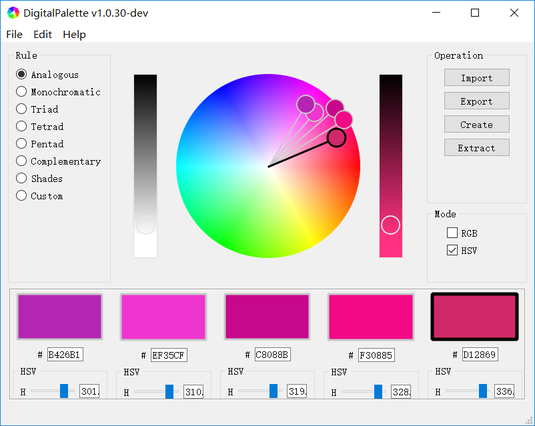 DigitalPalette v1.0.30-dev
File Edit Help
Rule
Analogous
Monochromatic
Triad
Tetrad
Pentad
Complementary
Shades
Custom
Operation
Import
Export
Create
Extract
Mode
RGB
HSV
# B426B1 # EF35CF # C8088B # F30885 # D12869
HSV HSV HSV HSV HSV
H 301. H 310. H 319. H 328. H 336.